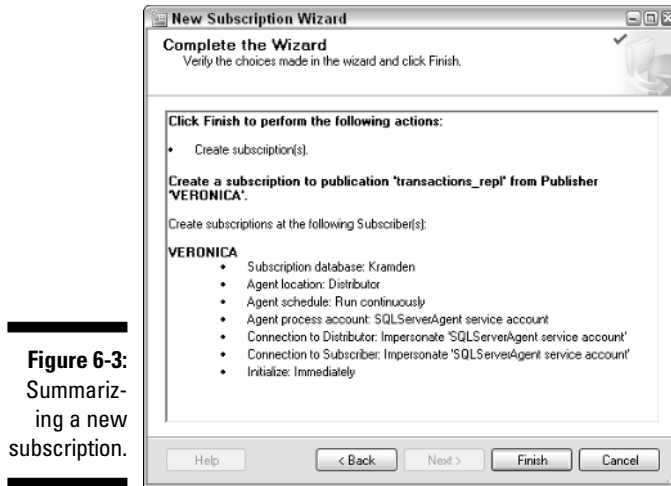 New Subscription Wizard
Complete the Wizard
Verify the choices made in the wizard and click Finish.
Click Finish to perform the following actions:
• Create subscription(s).
Create a subscription to publication 'transactions_repl' from Publisher
'VERONICA'.
Create subscriptions at the following Subscriber(s):
VERONICA
• Subscription database: Kramden
• Agent location: Distributor
• Agent schedule: Run continuously
• Agent process account: SQLServerAgent service account
• Connection to Distributor: Impersonate 'SQLServerAgent service account'
• Connection to Subscriber: Impersonate 'SQLServerAgent service account'
• Initialize: Immediately
Help
< Back
Next >
Finish
Cancel
Figure 6-3:
Summariz-
ing a new
subscription.